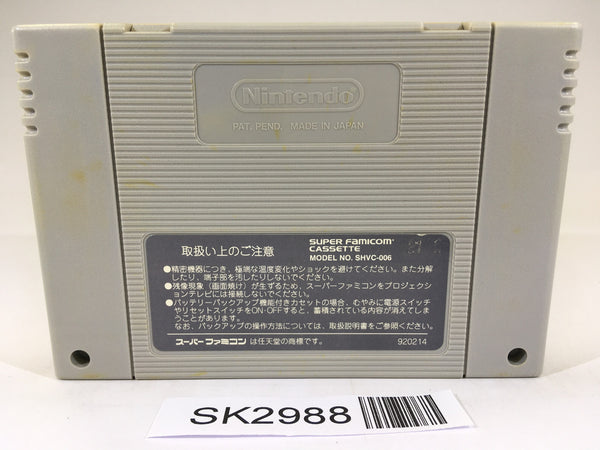 Nintendo
PAT. PEND. MADE IN JAPAN
取扱い上のご注意
SUPER FAMICOM
CASSETTE
MODEL NO. SHVC-006
●精密機器につき、極端な温度変化やショックを避けてください。また分解
したり、端子部を汚したりしないでください。
●残像現象（画面焼け）が生ずるため、スーパーファミコンをプロジェクシ
ョンテレビには接続しないでください。
●バッテリーバックアップ機能付きカセットの場合、むやみに電源スイッチ
やリセットスイッチをON・OFFすると、蓄積されている内容が消えてしま
うことがあります。
なお、バックアップの操作方法については、取扱説明書をご参照ください。
スーパーファミコン は任天堂の商標です。
920214
SK2988